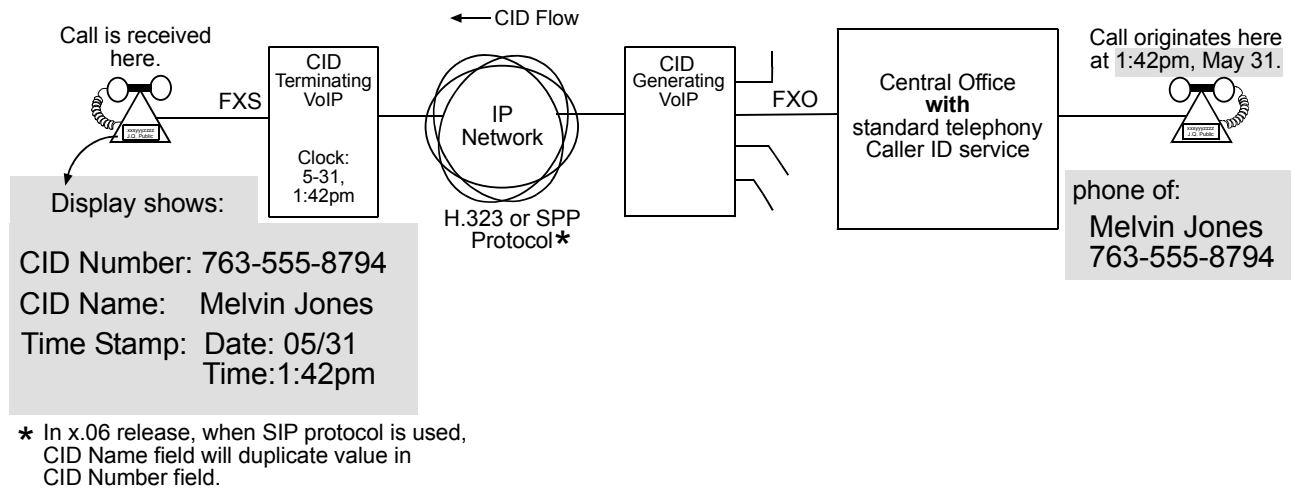 CID Flow
Call is received
here.
xxxyyyzzzz
J.Q. Public
FXS
CID
Terminating
VoIP
Clock:
5-31,
1:42pm
IP
Network
H.323 or SPP
Protocol*
CID
Generating
VoIP
FXO
Central Office
with
standard telephony
Caller ID service
Call originates here
at 1:42pm, May 31.
xxxyyyzzzz
J.Q. Public
phone of:
Melvin Jones
763-555-8794
Display shows:
CID Number: 763-555-8794
CID Name: Melvin Jones
Time Stamp: Date: 05/31
Time:1:42pm
* In x.06 release, when SIP protocol is used,
CID Name field will duplicate value in
CID Number field.